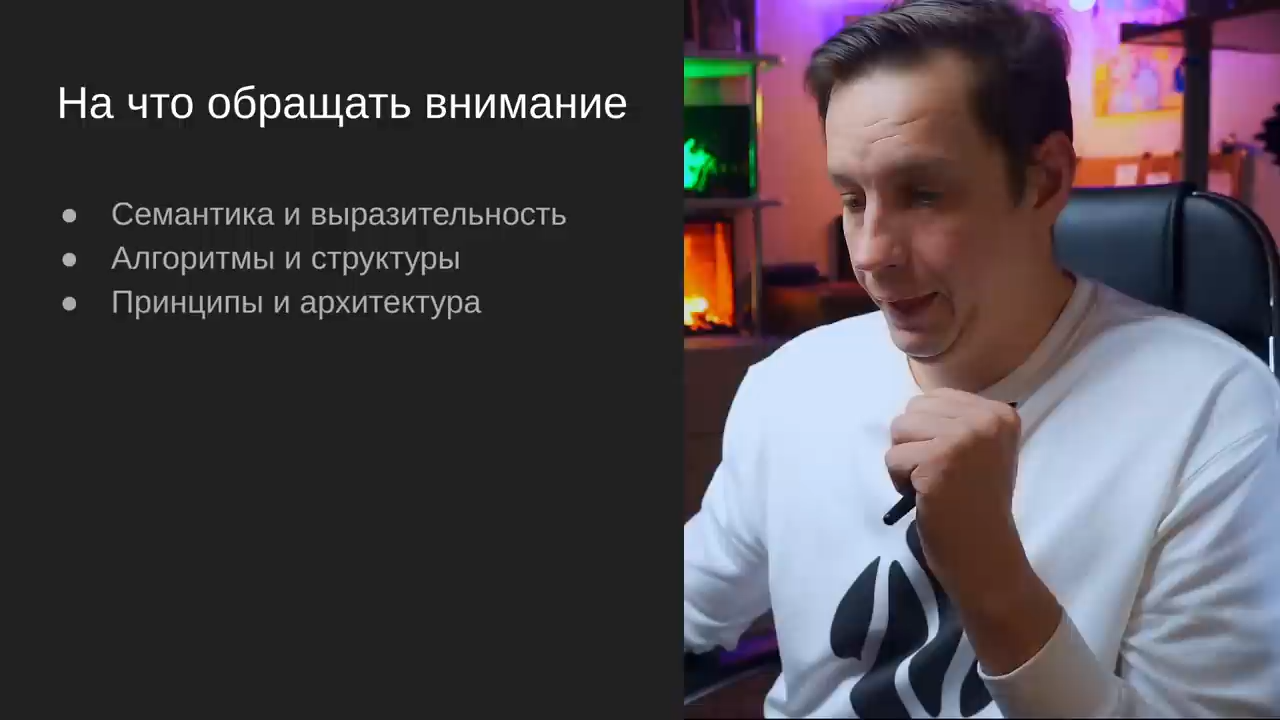 На что обращать внимание
● Семантика и выразительность
● Алгоритмы и структуры
● Принципы и архитектура